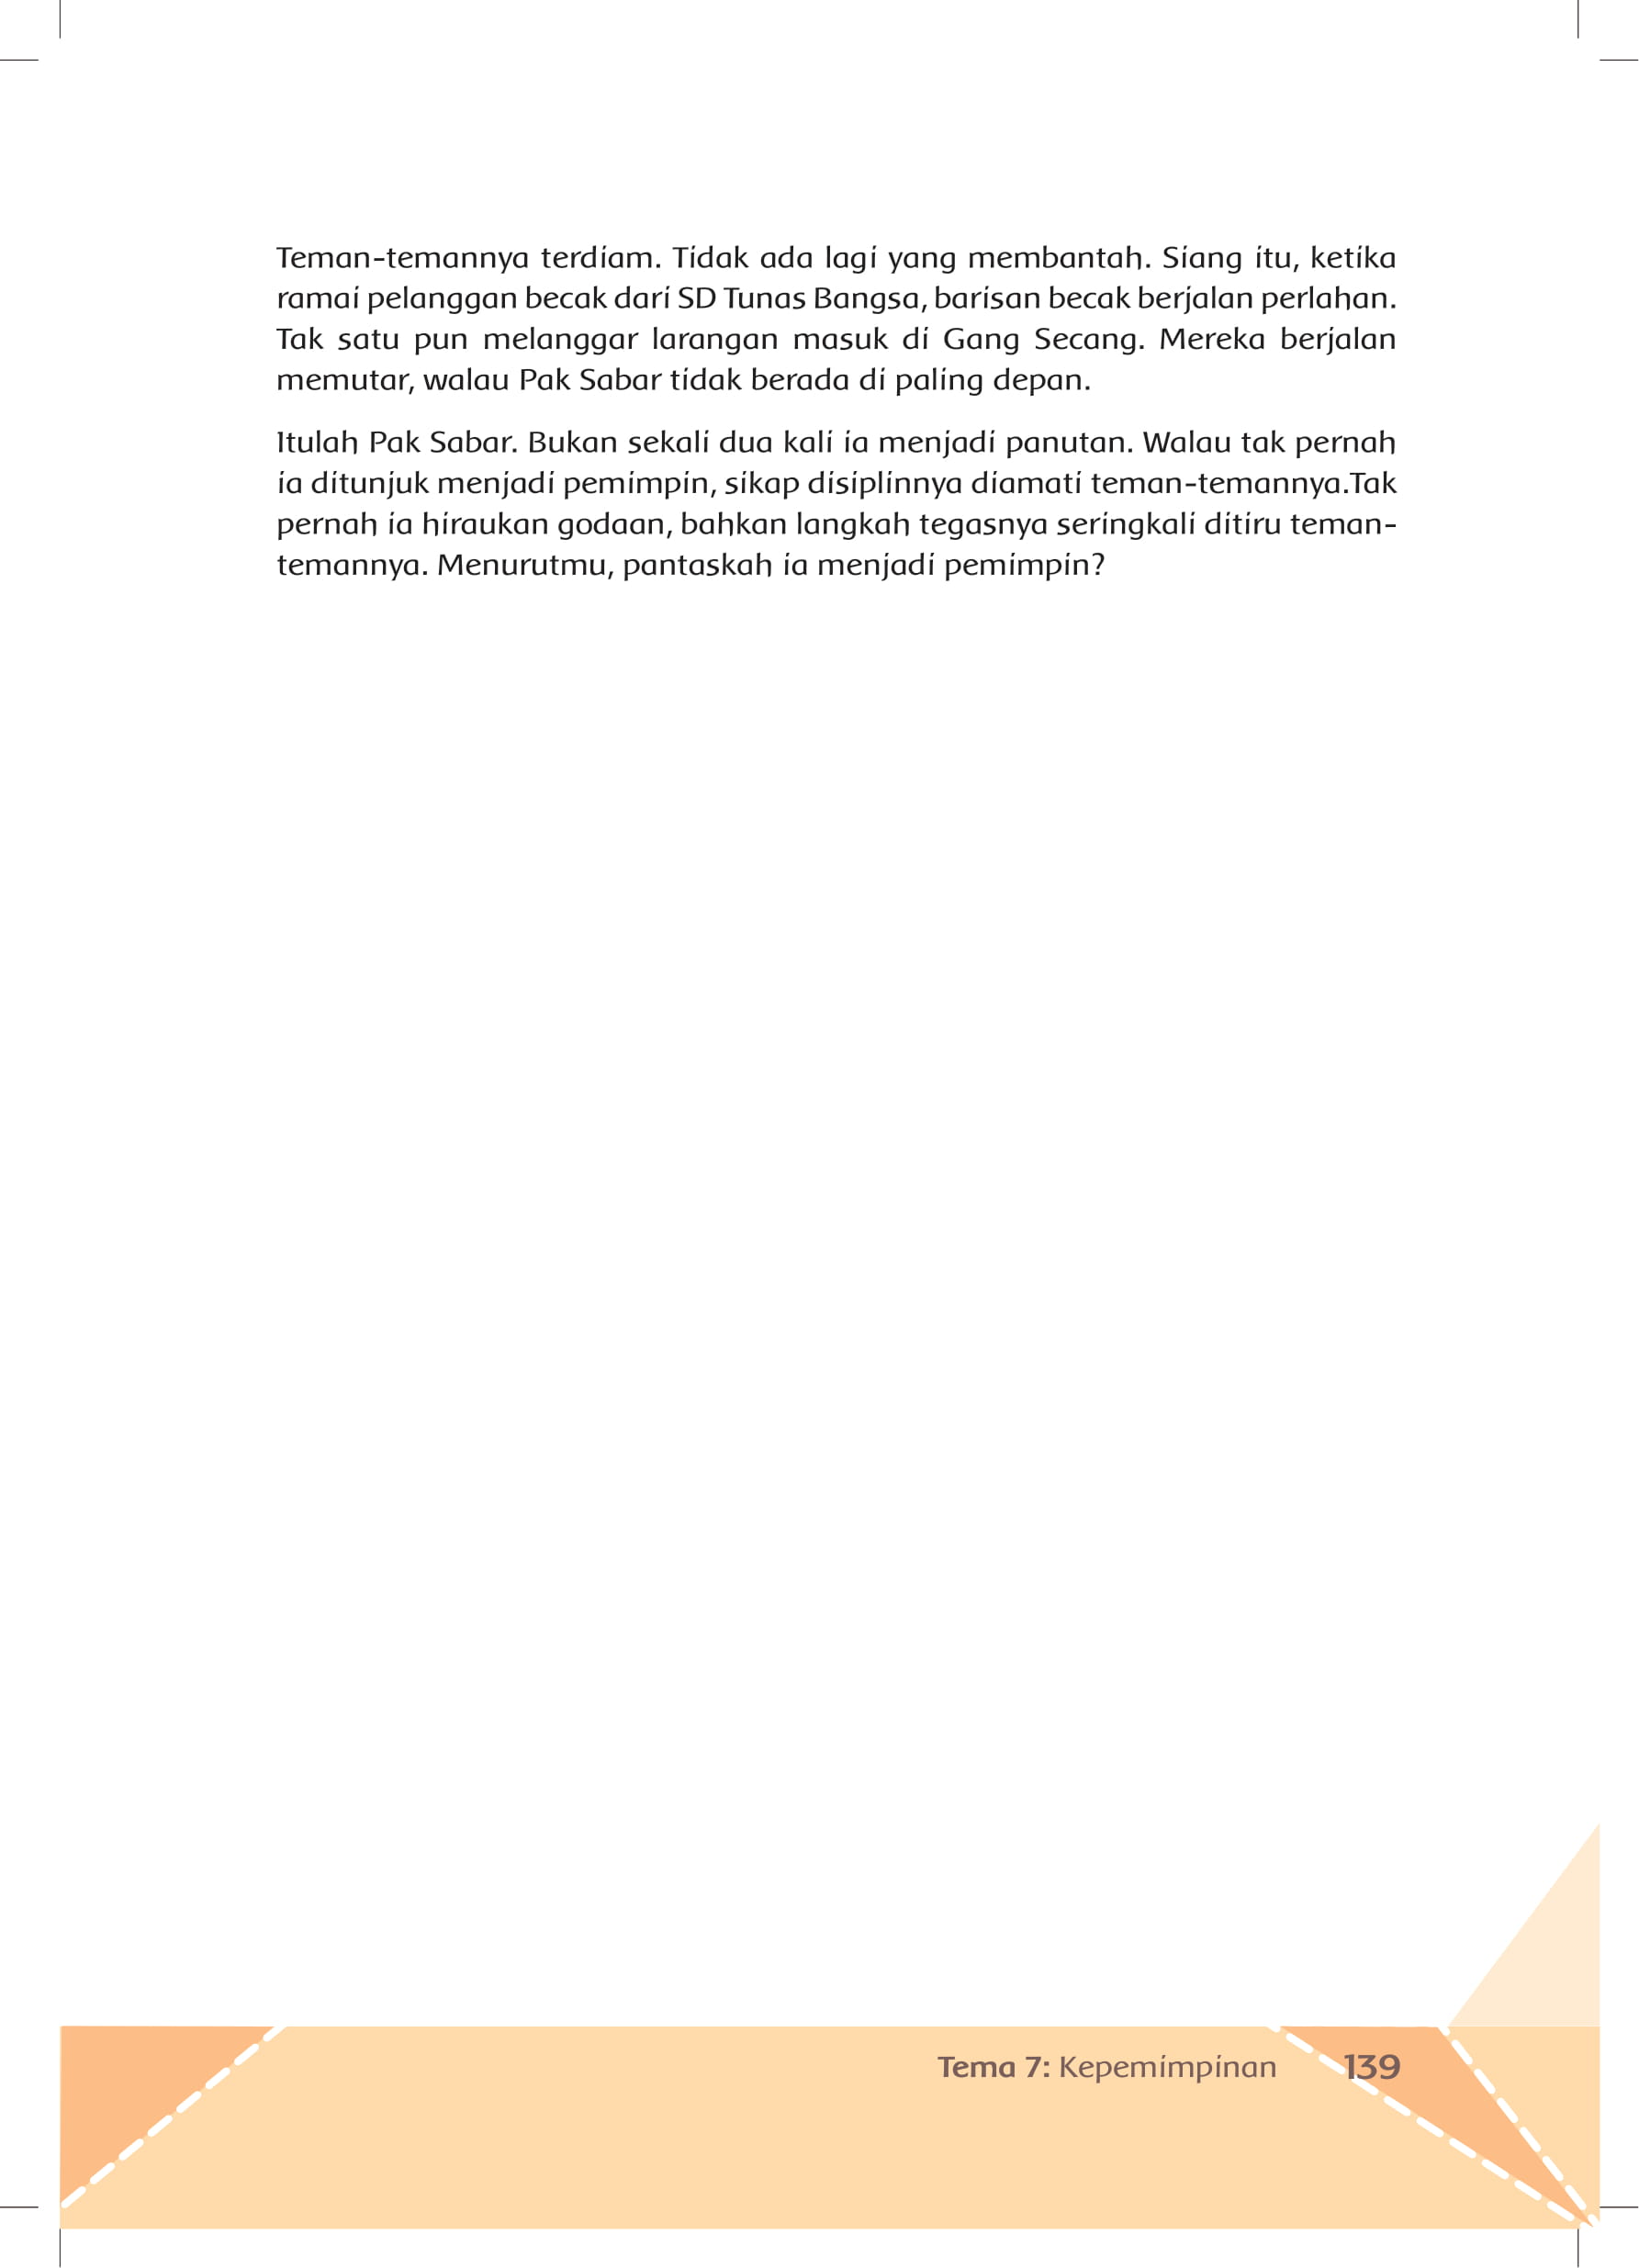 Teman-temannya terdiam. Tidak ada lagi yang membantah. Siang itu, ketika
ramai pelanggan becak dari SD Tunas Bangsa, barisan becak berjalan perlahan.
Tak satu pun melanggar larangan masuk di Gang Secang. Mereka berjalan
memutar, walau Pak Sabar tidak berada di paling depan.
Itulah Pak Sabar. Bukan sekali dua kali ia menjadi panutan. Walau tak pernah
ia ditunjuk menjadi pemimpin, sikap disiplinnya diamati teman-temannya.Tak
pernah ia hiraukan godaan, bahkan langkah tegasnya seringkali ditiru teman-
temannya. Menurutmu, pantaskah ia menjadi pemimpin?
Tema 7: Kepemimpinan 139